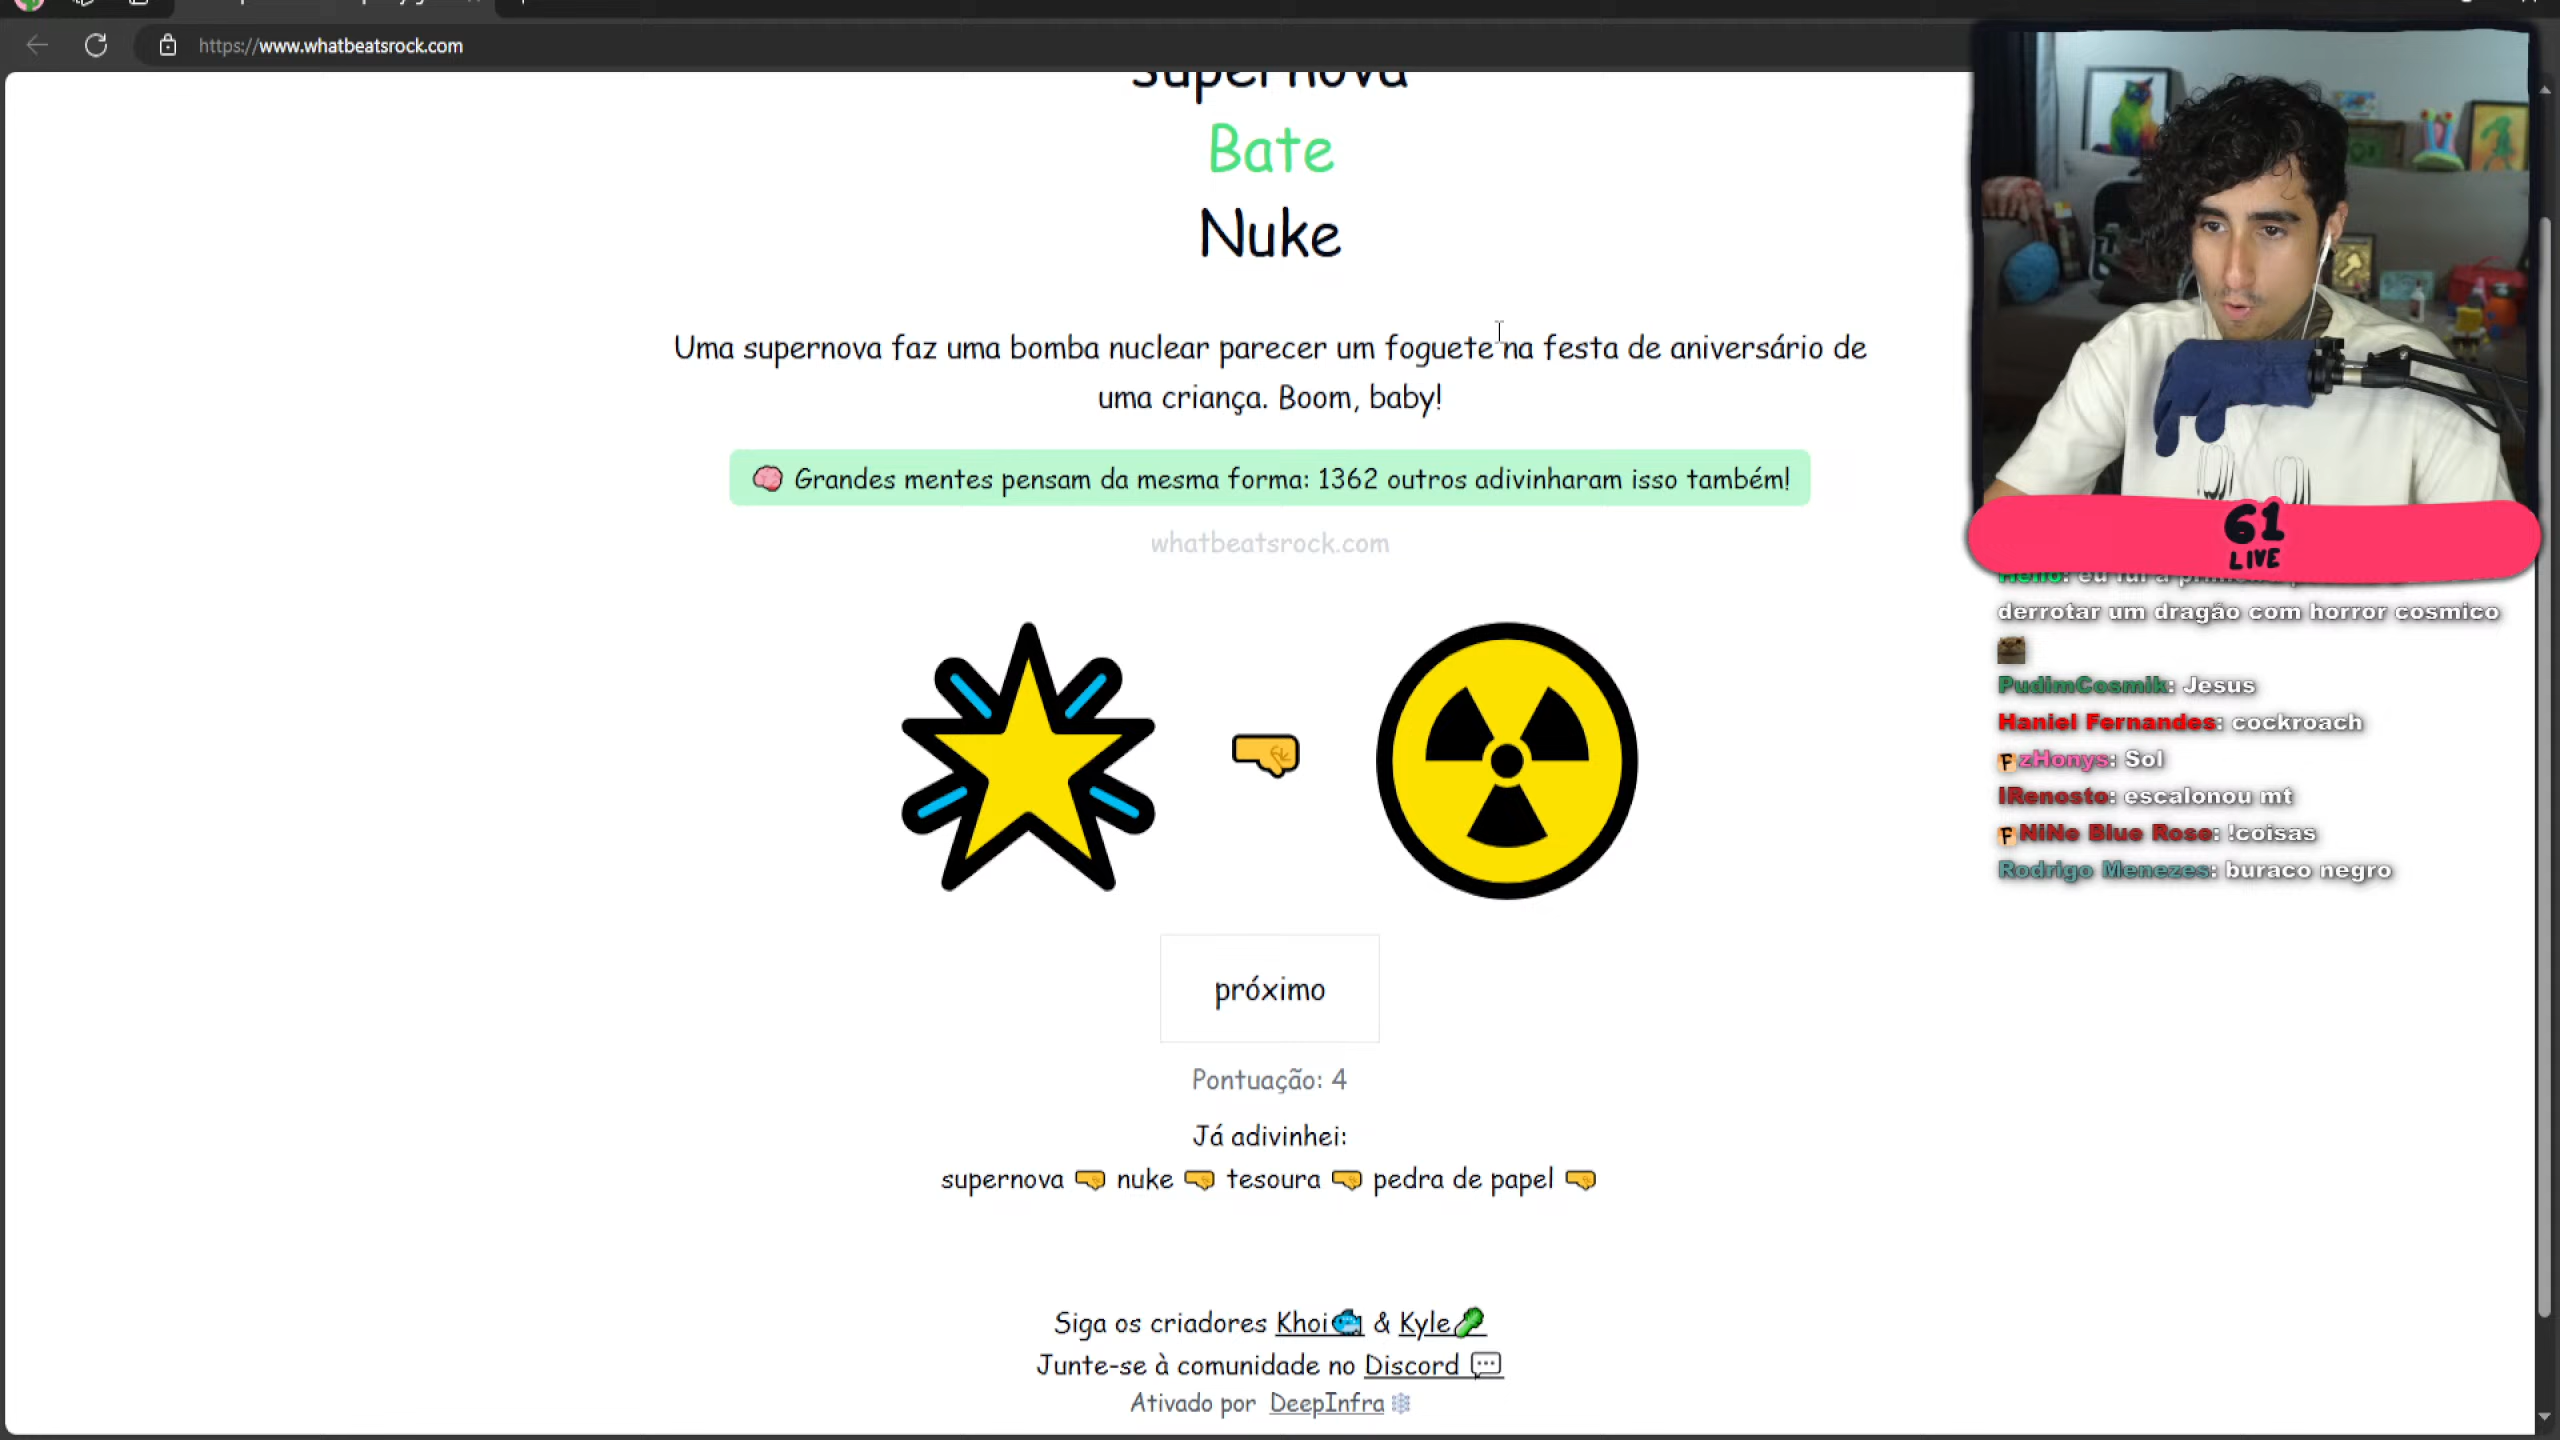 https://www.whatbeatsrock.com
supernova
Bate
Nuke
Uma supernova faz uma bomba nuclear parecer um foguete na festa de aniversário de
uma criança. Boom, baby!
🧠 Grandes mentes pensam da mesma forma: 1362 outros adivinharam isso também!
whatbeatsrock.com
próximo
Pontuação: 4
Já adivinhei:
supernova 🤜 nuke 🤜 tesoura 🤜 pedra de papel 🤜
Siga os criadores Khoi🐟 & Kyle🥬
Junte-se à comunidade no Discord 💬
Ativado por DeepInfra
61
LIVE
derrotar um dragão com horror cosmico
PudimCosmik: Jesus
Haniel Fernandes: cockroach
zHonys: Sol
IRenosto: escalonou mt
NiNe Blue Rose: !coisas
Rodrigo Menezes: buraco negro